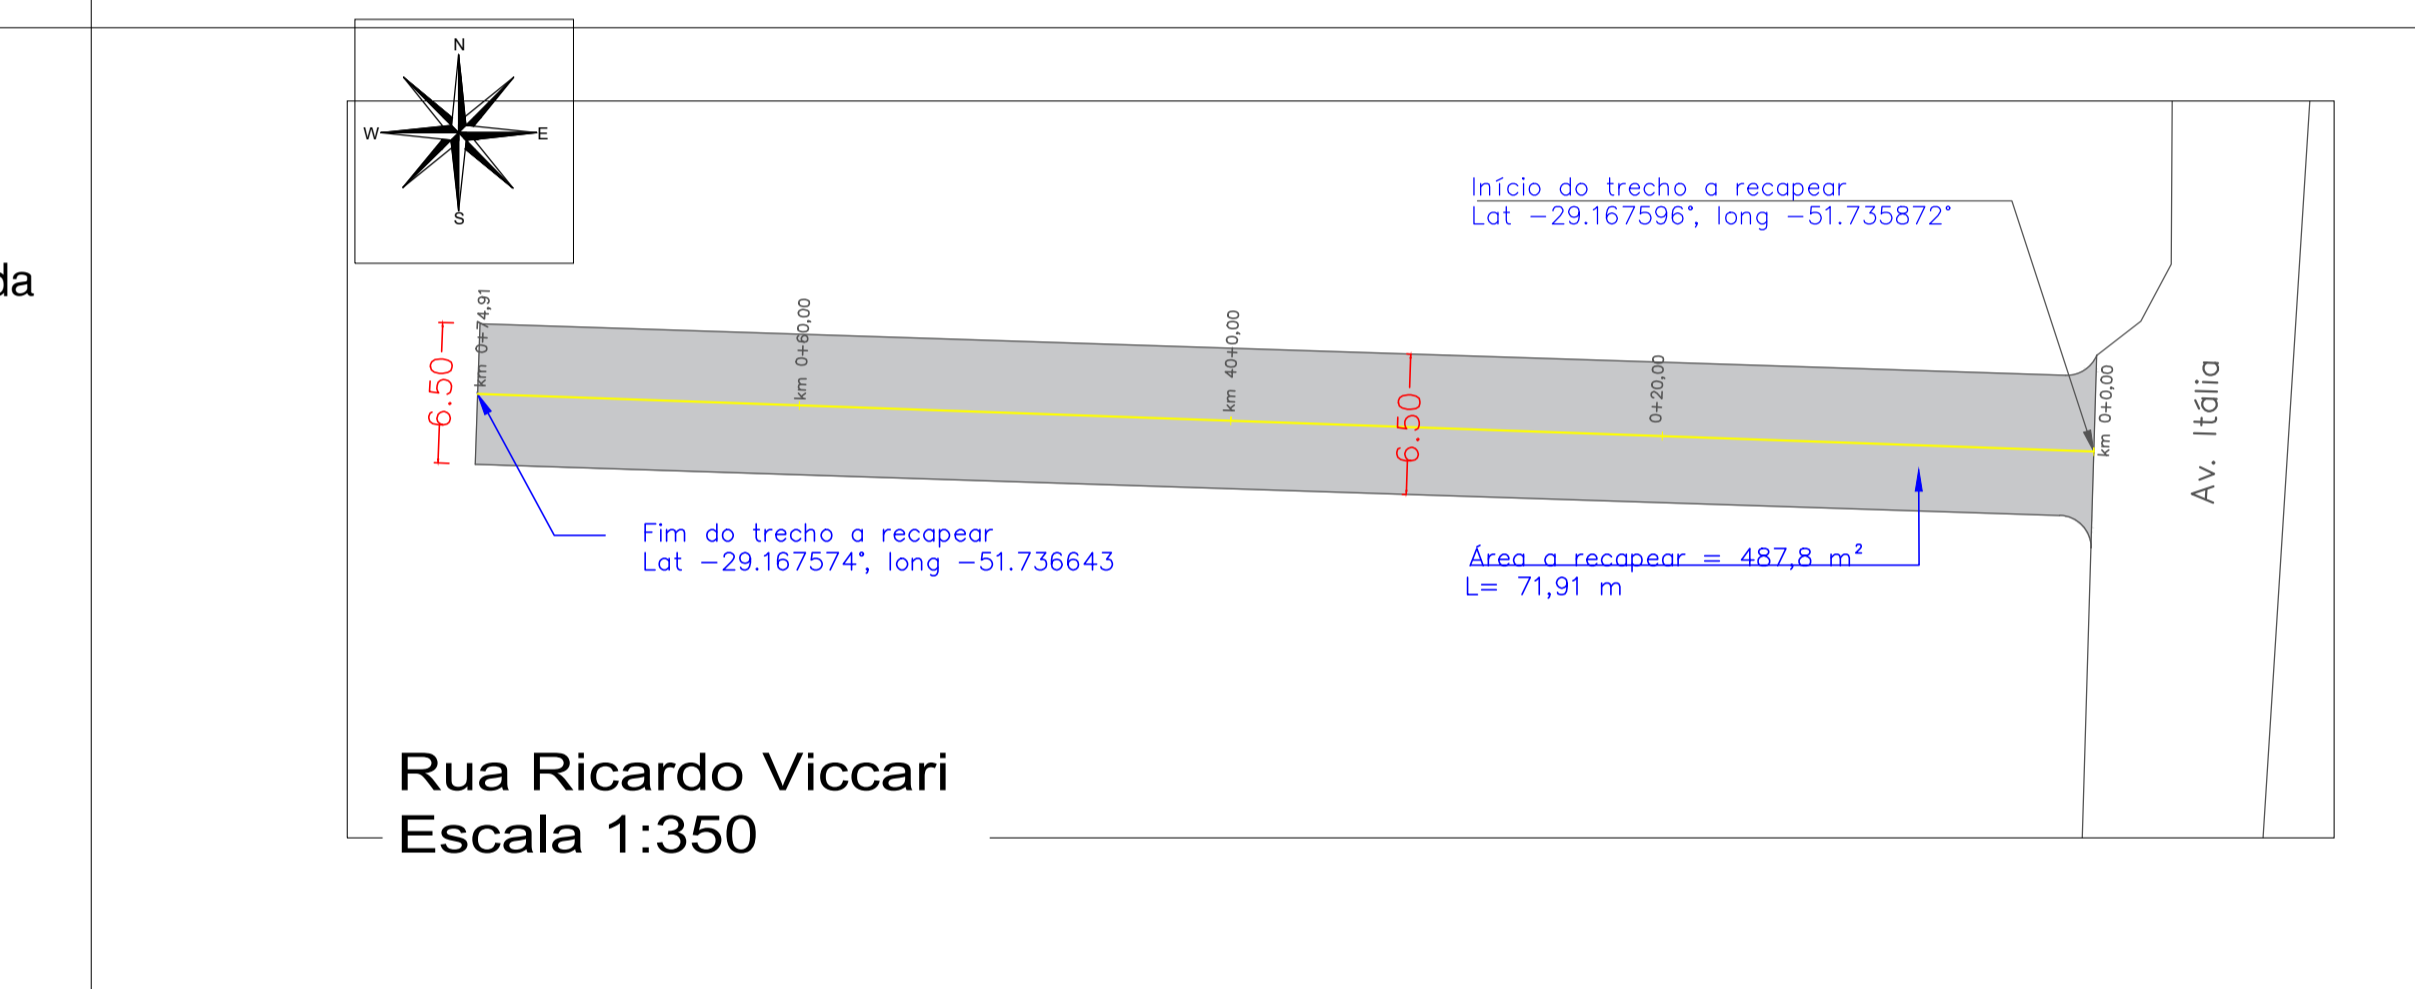 N
W
E
S
da
Início do trecho a recapear
Lat -29.167596°, long -51.735872°
km 0+74,91
km 0+60,00
km 40+0,00
0+20,00
km 0+0,00
6.50
6.50
Av. Itália
Fim do trecho a recapear
Lat -29.167574°, long -51.736643
Área a recapear = 487,8 m²
L= 71,91 m
Rua Ricardo Viccari
Escala 1:350